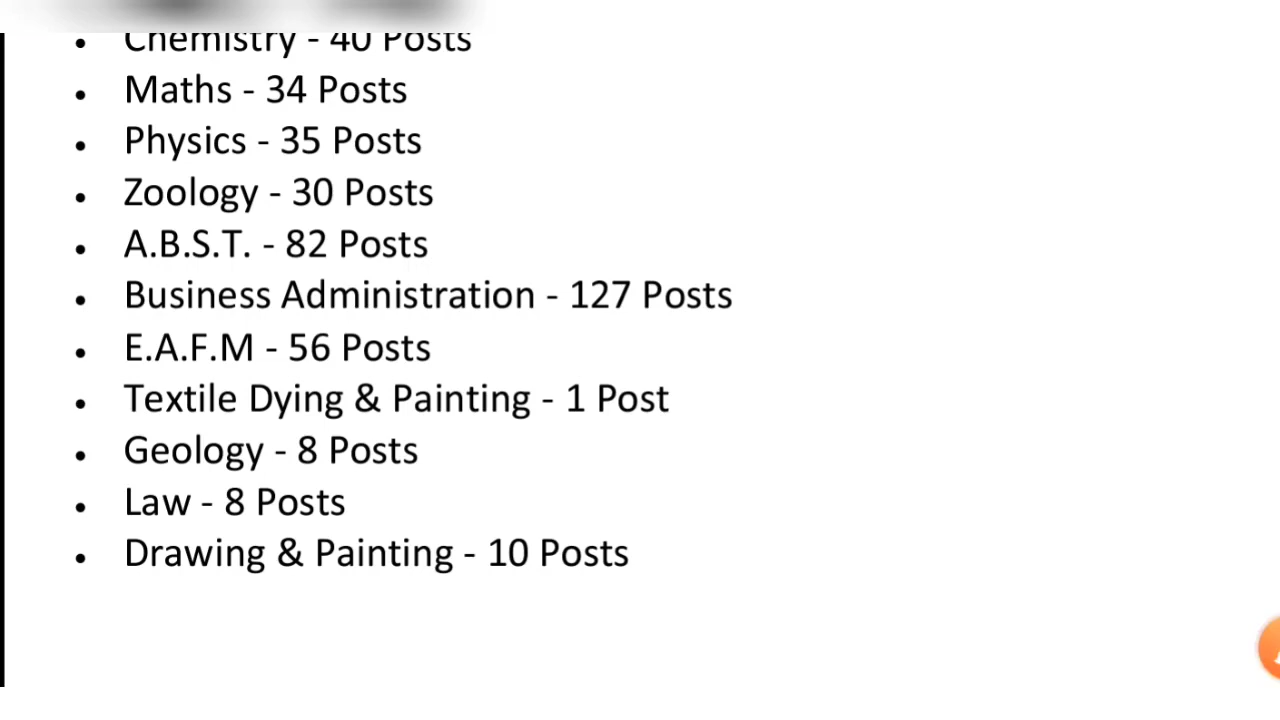 • Chemistry - 40 Posts
• Maths - 34 Posts
• Physics - 35 Posts
• Zoology - 30 Posts
• A.B.S.T. - 82 Posts
• Business Administration - 127 Posts
• E.A.F.M - 56 Posts
• Textile Dying & Painting - 1 Post
• Geology - 8 Posts
• Law - 8 Posts
• Drawing & Painting - 10 Posts